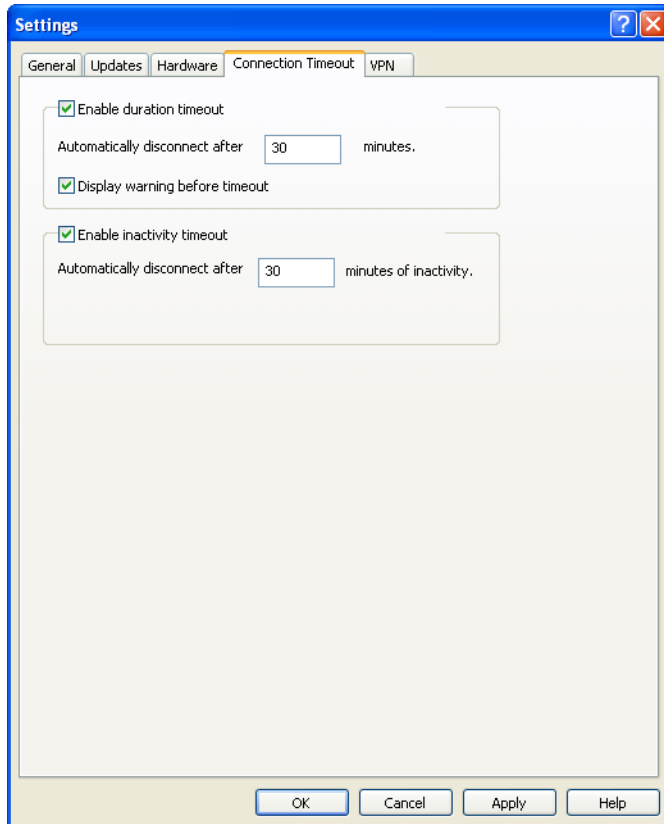 Settings
General Updates Hardware Connection Timeout VPN
Enable duration timeout
Automatically disconnect after 30 minutes.
Display warning before timeout
Enable inactivity timeout
Automatically disconnect after 30 minutes of inactivity.
OK Cancel Apply Help